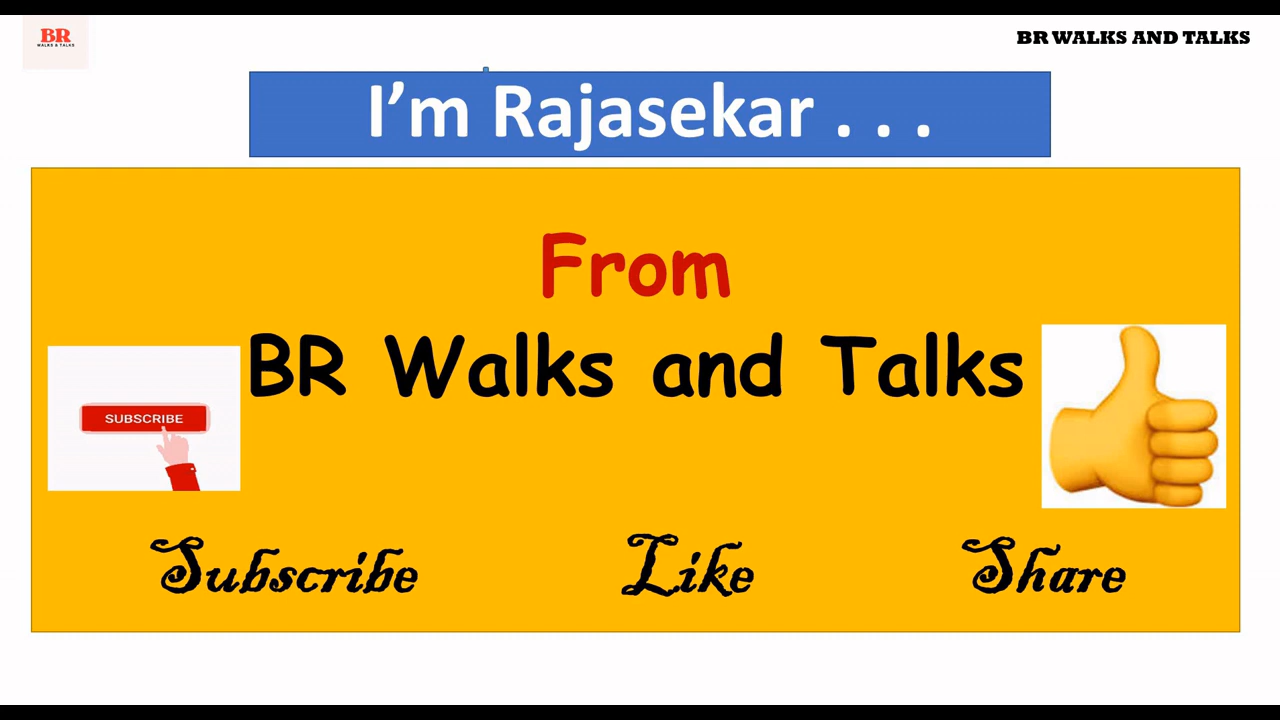 BR
WALKS & TALKS
BR WALKS AND TALKS
I’m Rajasekar . . .
From
BR Walks and Talks
SUBSCRIBE
Subscribe Like Share